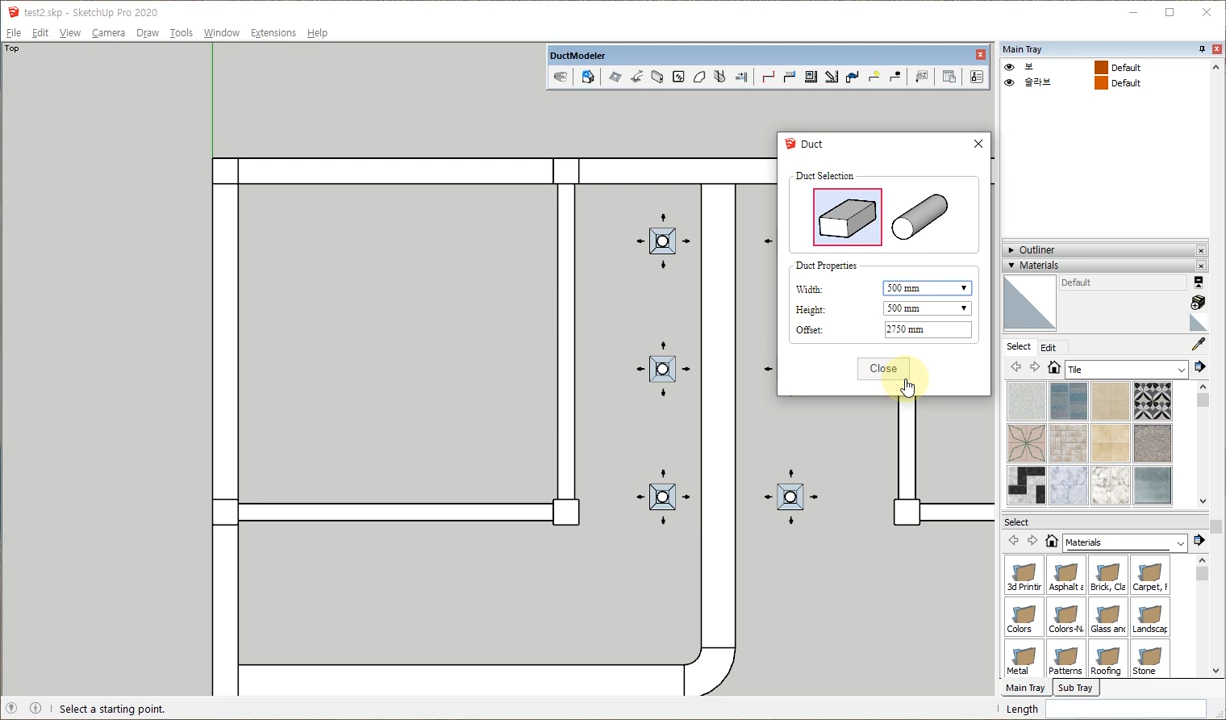 test2.skp - SketchUp Pro 2020
File Edit View Camera Draw Tools Window Extensions Help
Top
DuctModeler
Main Tray
보 Default
슬라브 Default
Duct
Duct Selection
Duct Properties
Width: 500 mm
Height: 500 mm
Offset: 2750 mm
Close
Outliner
Materials
Default
Select Edit
Tile
Select
Materials
3d Printir Asphalt a Brick, Cla Carpet, F
Colors Colors-Na Glass and Landscap
Metal Patterns Roofing Stone
Main Tray Sub Tray
Select a starting point.
Length